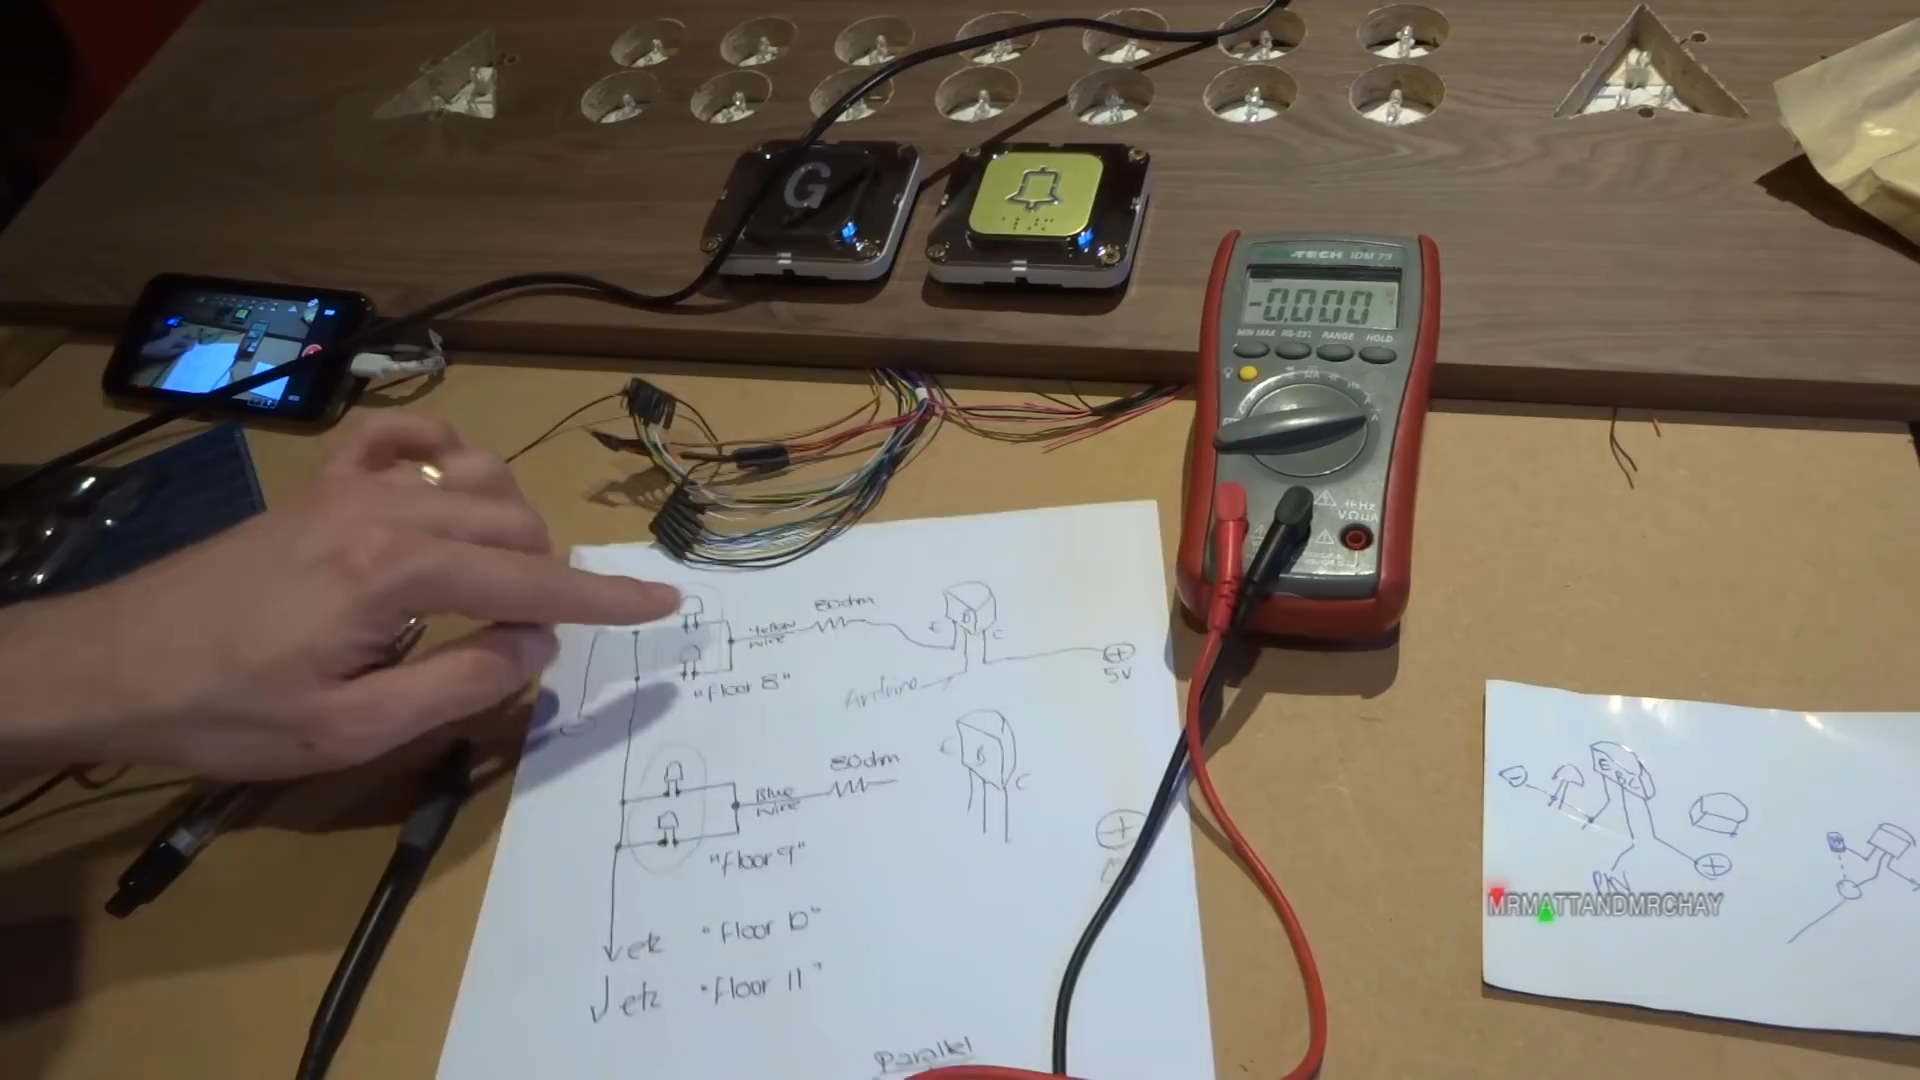 G
-TECH IDM 73
-0.000
MIN MAX RS-232 RANGE HOLD
80ohm
Yellow
wire
E
B
C
"floor 8"
Arduino
5V
80ohm
Blue
wire
E
B
C
"floor 9"
etc "floor 10"
etc "floor 11"
Parallel
E B C
MRMATTANDMRCHAY